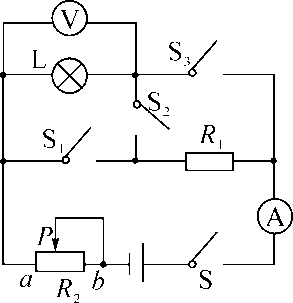 V
L S₃
S₂
S₁ R₁
P A
a R₂ b S